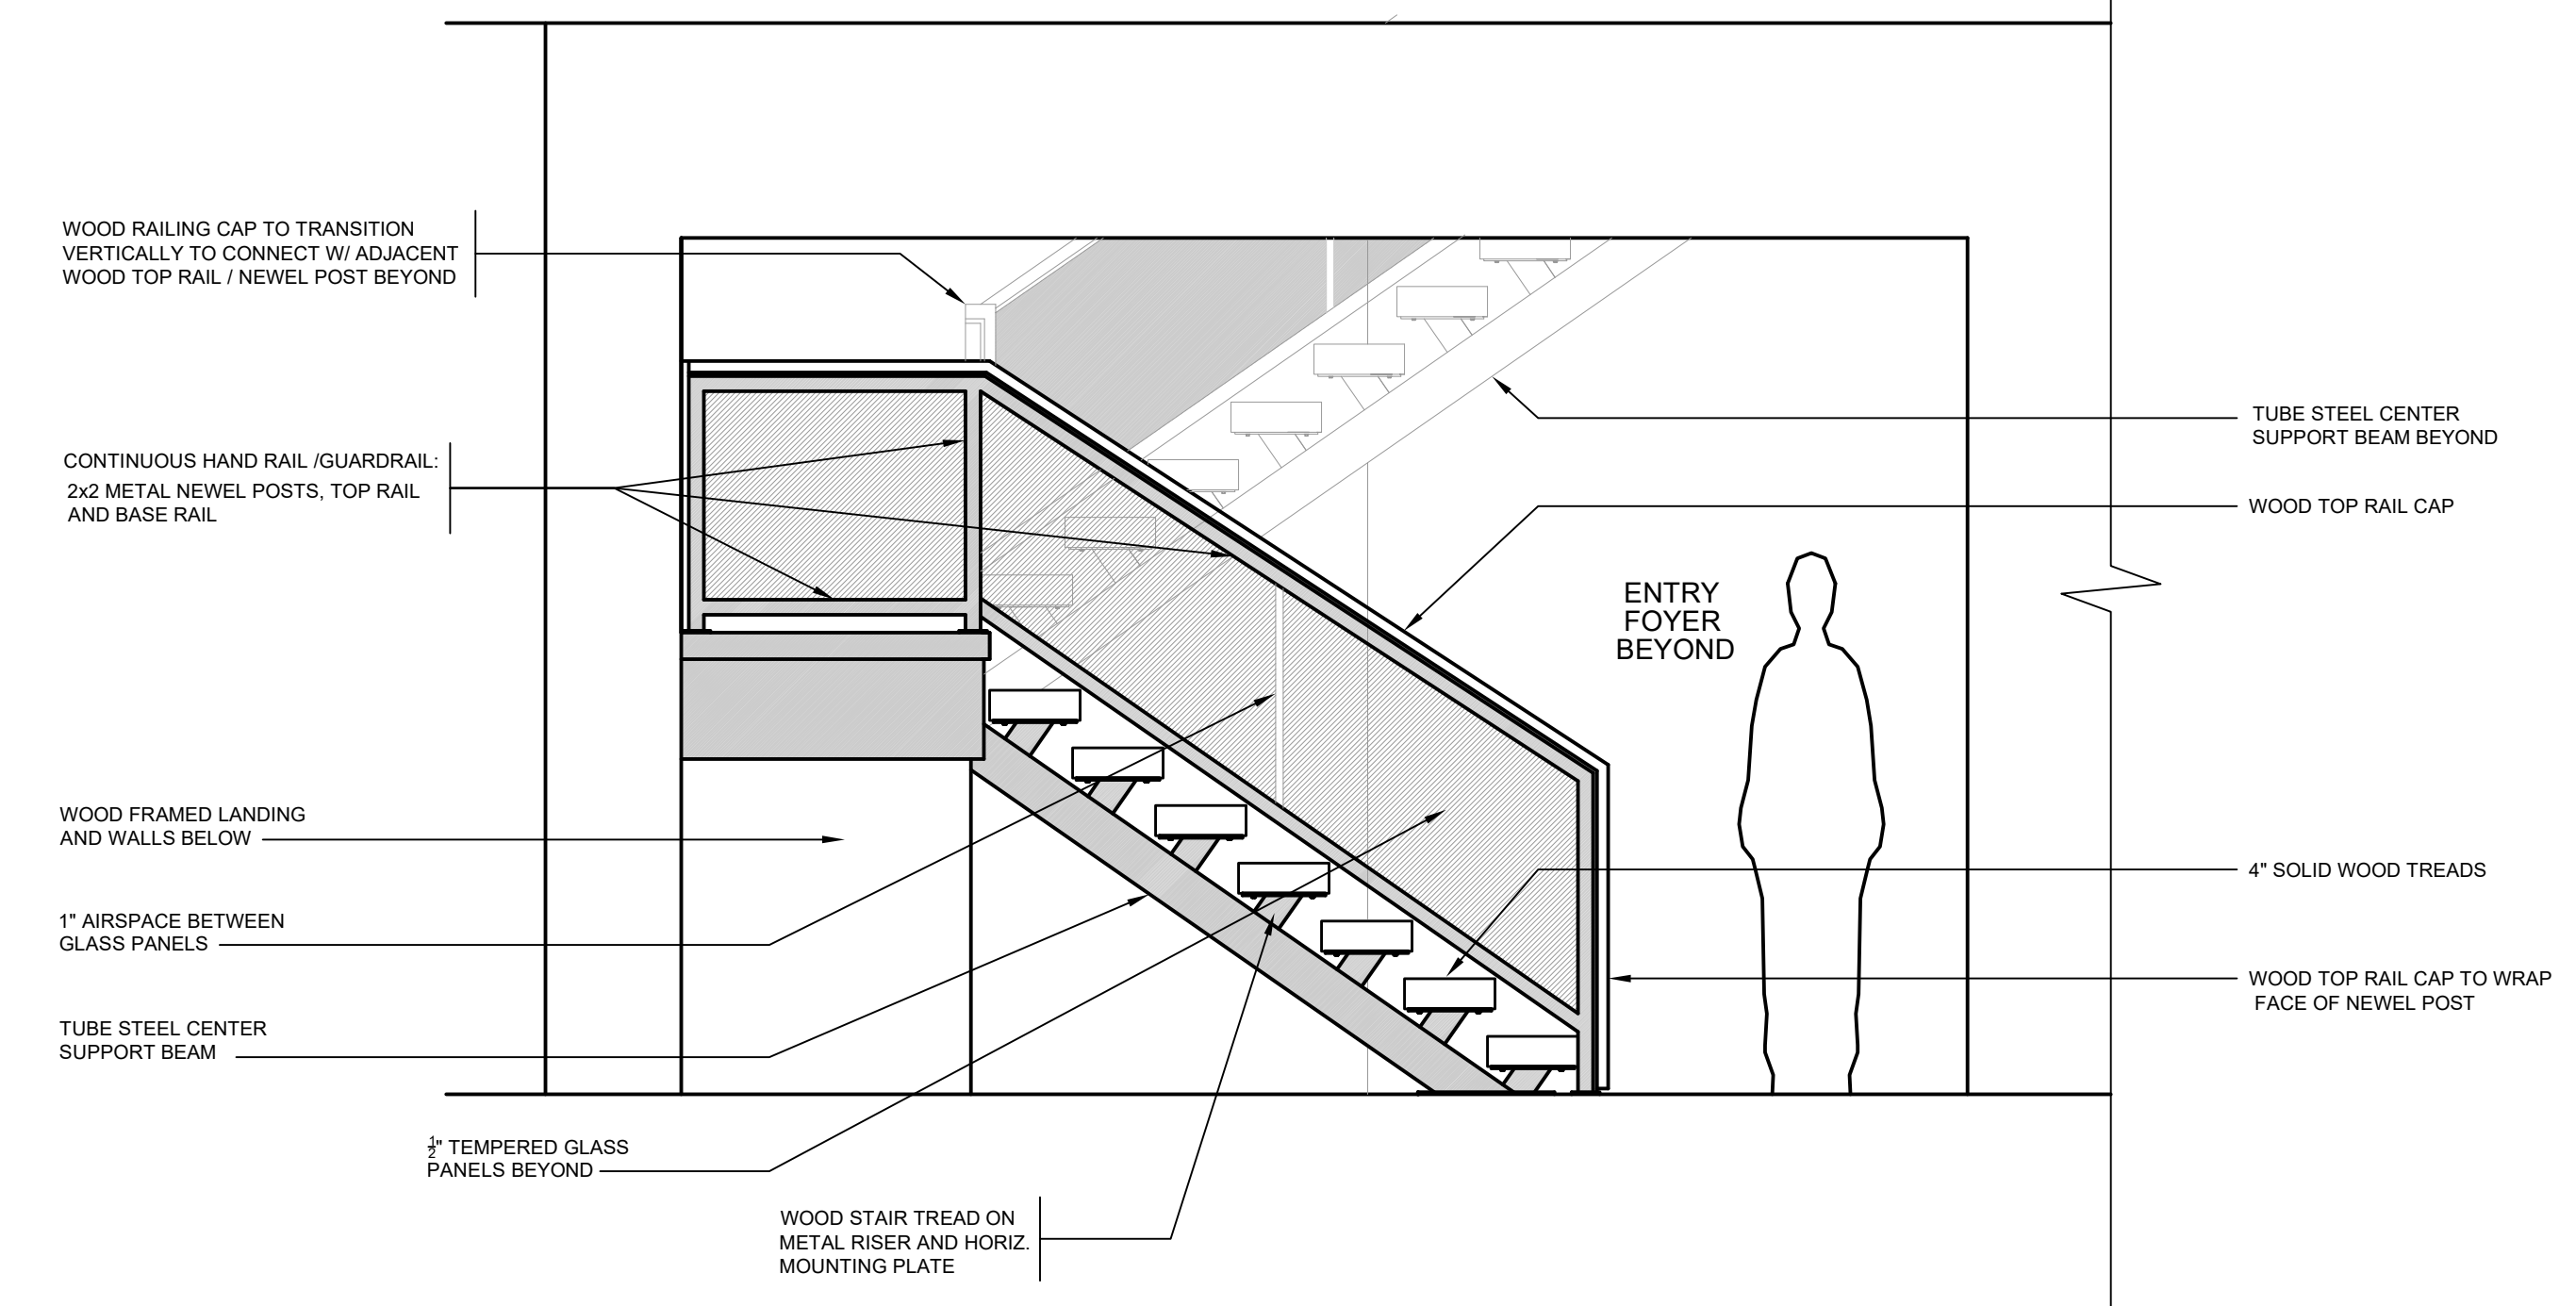 WOOD RAILING CAP TO TRANSITION
VERTICALLY TO CONNECT W/ ADJACENT
WOOD TOP RAIL / NEWEL POST BEYOND
CONTINUOUS HAND RAIL /GUARDRAIL:
2x2 METAL NEWEL POSTS, TOP RAIL
AND BASE RAIL
WOOD FRAMED LANDING
AND WALLS BELOW
1" AIRSPACE BETWEEN
GLASS PANELS
TUBE STEEL CENTER
SUPPORT BEAM
½" TEMPERED GLASS
PANELS BEYOND
WOOD STAIR TREAD ON
METAL RISER AND HORIZ.
MOUNTING PLATE
ENTRY
FOYER
BEYOND
TUBE STEEL CENTER
SUPPORT BEAM BEYOND
WOOD TOP RAIL CAP
4" SOLID WOOD TREADS
WOOD TOP RAIL CAP TO WRAP
FACE OF NEWEL POST